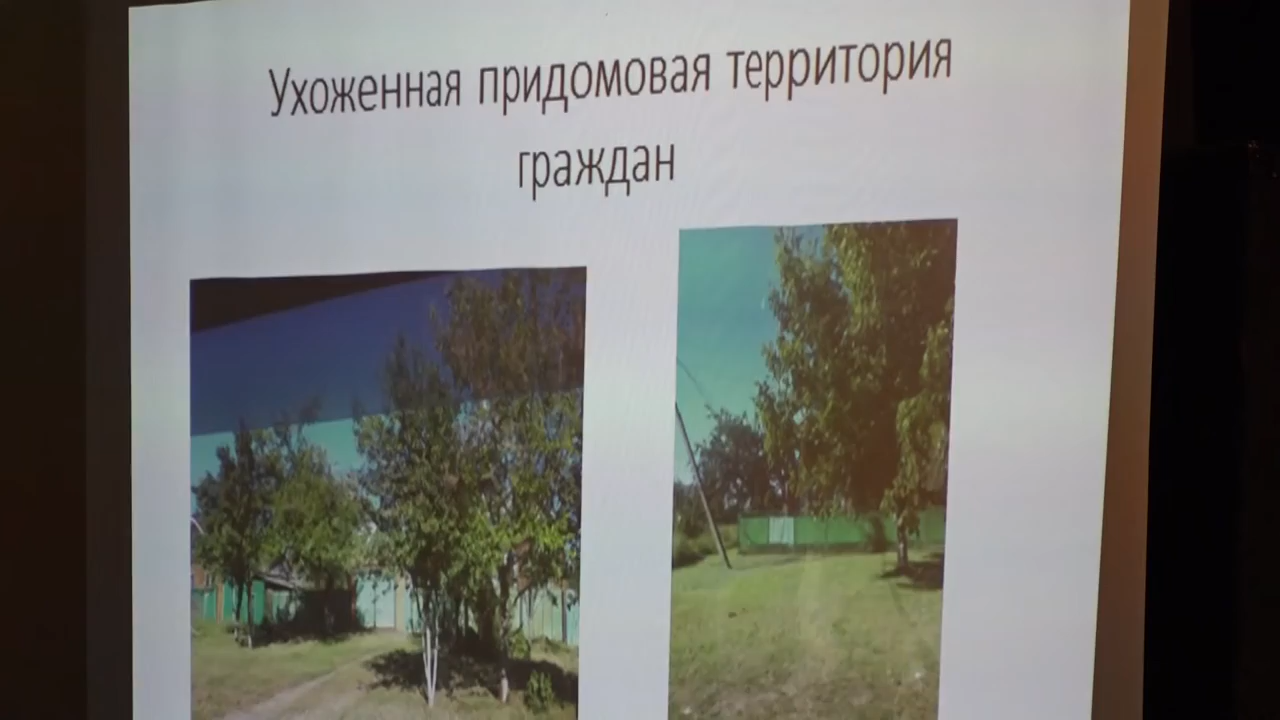 Ухоженная придомовая территория
граждан